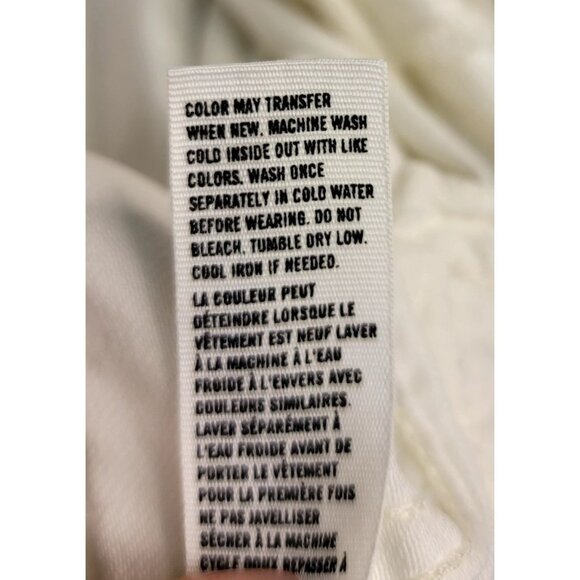 COLOR MAY TRANSFER
WHEN NEW. MACHINE WASH
COLD INSIDE OUT WITH LIKE
COLORS. WASH ONCE
SEPARATELY IN COLD WATER
BEFORE WEARING. DO NOT
BLEACH. TUMBLE DRY LOW.
COOL IRON IF NEEDED.
LA COULEUR PEUT
DÉTEINDRE LORSQUE LE
VÊTEMENT EST NEUF LAVER
À LA MACHINE À L'EAU
FROIDE À L'ENVERS AVEC
COULEURS SIMILAIRES.
LAVER SÉPARÉMENT À
L'EAU FROIDE AVANT DE
PORTER LE VÊTEMENT
POUR LA PREMIÈRE FOIS
NE PAS JAVELLISER
SÉCHER À LA MACHINE
CYCLE DOUX REPASSER À